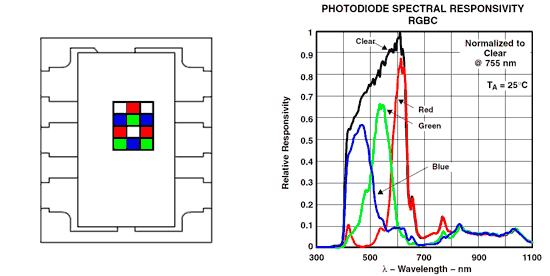 PHOTODIODE SPECTRAL RESPONSIVITY
RGBC
1
0.9
0.8
0.7
0.6
0.5
0.4
0.3
0.2
0.1
0
Relative Responsivity
Clear
Normalized to
Clear
@ 755 nm
TA = 25°C
Red
Green
Blue
300 500 700 900 1100
λ – Wavelength – nm